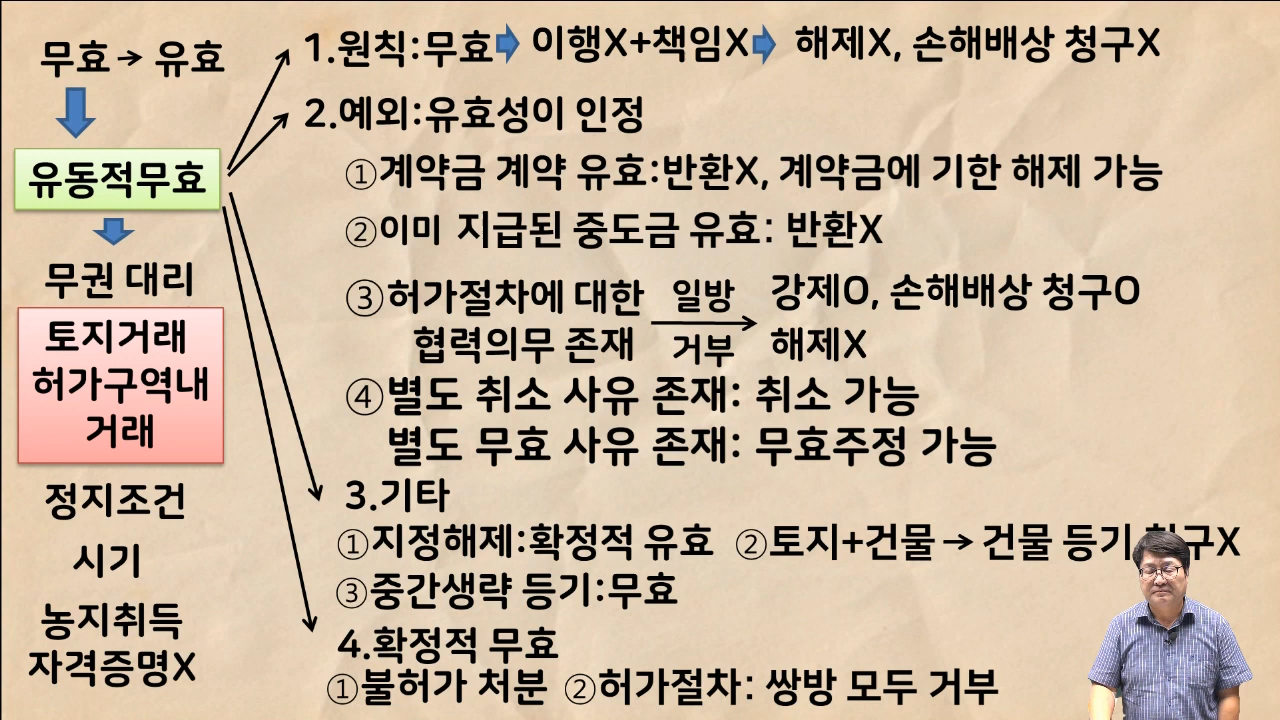 무효→ 유효
유동적무효
무권 대리
토지거래
허가구역내
거래
정지조건
시기
농지취득
자격증명X
1.원칙:무효 이행X+책임X 해제X, 손해배상 청구X
2.예외:유효성이 인정
①계약금 계약 유효:반환X, 계약금에 기한 해제 가능
②이미 지급된 중도금 유효: 반환X
③허가절차에 대한
협력의무 존재
일방
거부
강제O, 손해배상 청구O
해제X
④별도 취소 사유 존재: 취소 가능
별도 무효 사유 존재: 무효주정 가능
3.기타
①지정해제:확정적 유효 ②토지+건물→ 건물 등기 청구X
③중간생략 등기:무효
4.확정적 무효
①불허가 처분 ②허가절차: 쌍방 모두 거부